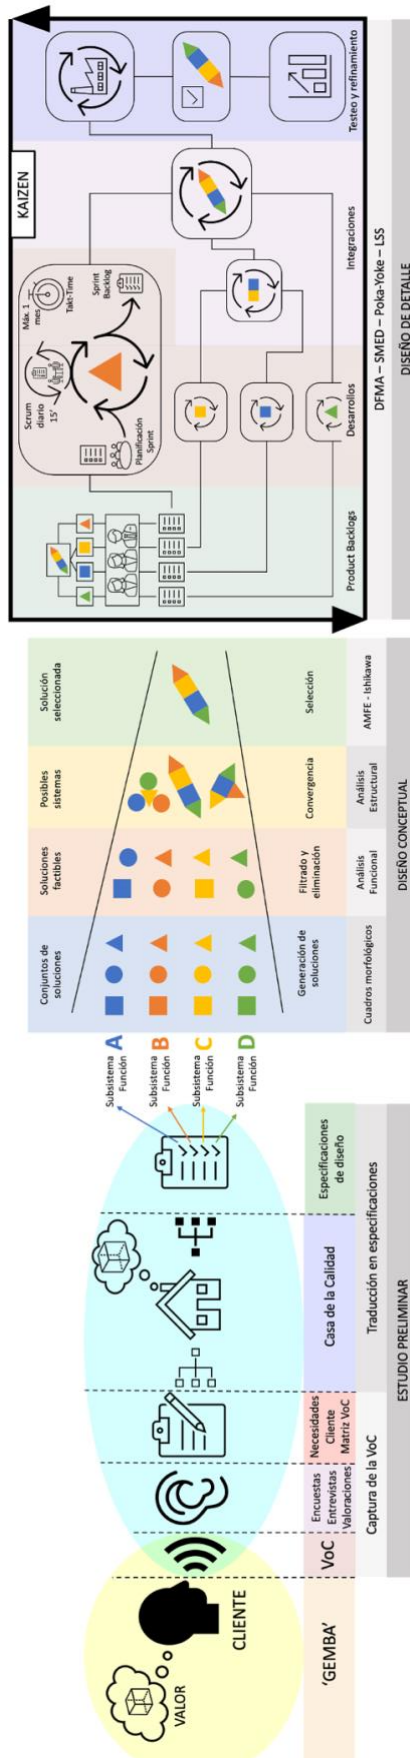 VALOR
CLIENTE
'GEMBA'
VoC
Encuestas
Entrevistas
Valoraciones
Necesidades
Cliente
Matriz VoC
Captura de la VoC
Casa de la Calidad
Especificaciones
de diseño
Traducción en especificaciones
ESTUDIO PRELIMINAR
Subsistema
Función
A
Subsistema
Función
B
Subsistema
Función
C
Subsistema
Función
D
Conjuntos de
soluciones
Soluciones
factibles
Posibles
sistemas
Solución
seleccionada
Generación de
soluciones
Filtrado y
eliminación
Convergencia
Selección
Cuadros morfológicos
Análisis
Funcional
Análisis
Estructural
AMFE - Ishikawa
DISEÑO CONCEPTUAL
KAIZEN
Scrum
diario
15'
Máx. 1
mes
Takt-Time
Planificación
Sprint
Sprint
Backlog
Product Backlogs
Desarrollos
Integraciones
Testeo y refinamiento
DFMA – SMED – Poka-Yoke – LSS
DISEÑO DE DETALLE